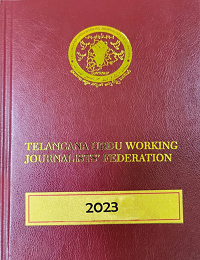 TELANGANA URDU WORKING
JOURNALISTS' FEDERATION
2023